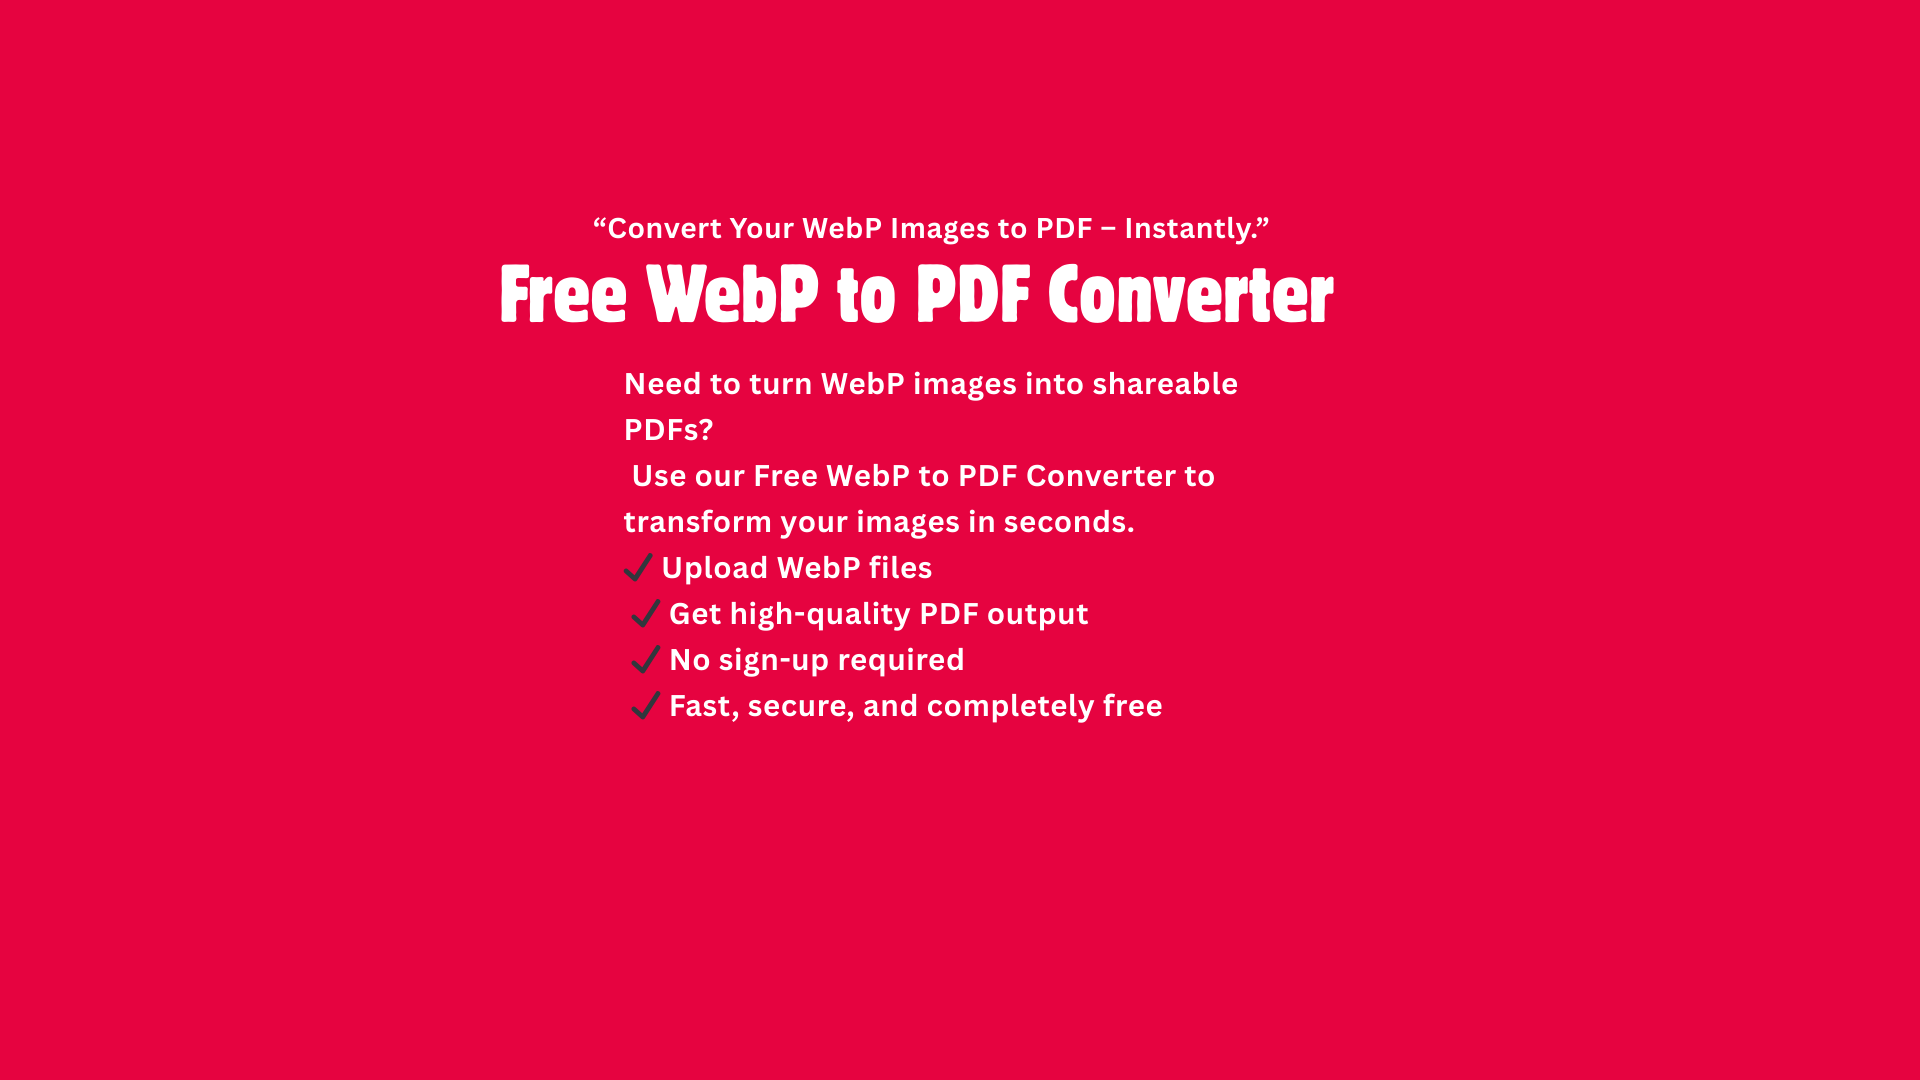 “Convert Your WebP Images to PDF – Instantly.”
Free WebP to PDF Converter
Need to turn WebP images into shareable
PDFs?
Use our Free WebP to PDF Converter to
transform your images in seconds.
✔ Upload WebP files
✔ Get high-quality PDF output
✔ No sign-up required
✔ Fast, secure, and completely free